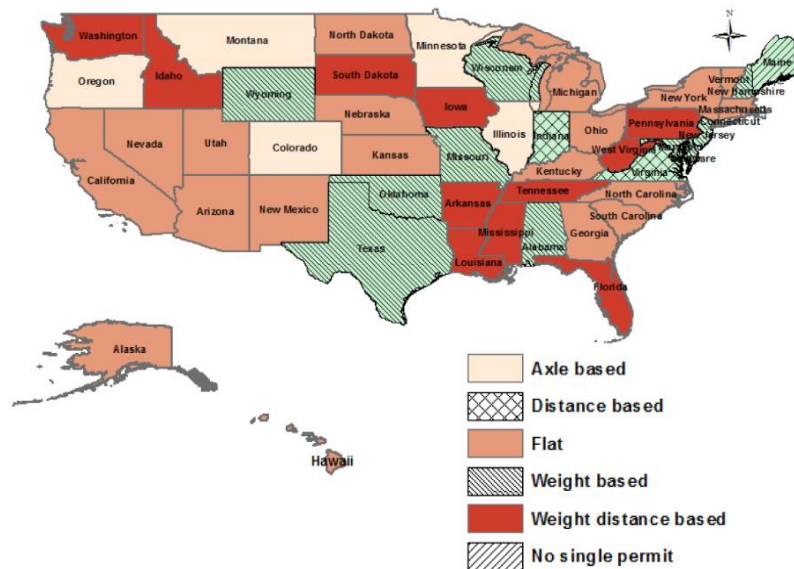 N
Washington
Montana
North Dakota
Minnesota
Maine
Oregon
Idaho
South Dakota
Wisconsin
Vermont
New Hampshire
Wyoming
Michigan
New York
Massachusetts
Connecticut
Iowa
Nebraska
Pennsylvania
New Jersey
Nevada
Utah
Illinois
Indiana
Ohio
Colorado
Kansas
Missouri
West Virginia
Virginia
California
Kentucky
Oklahoma
Tennessee
North Carolina
Arizona
New Mexico
Arkansas
South Carolina
Mississippi
Alabama
Georgia
Texas
Louisiana
Florida
Alaska
Hawaii
Axle based
Distance based
Flat
Weight based
Weight distance based
No single permit